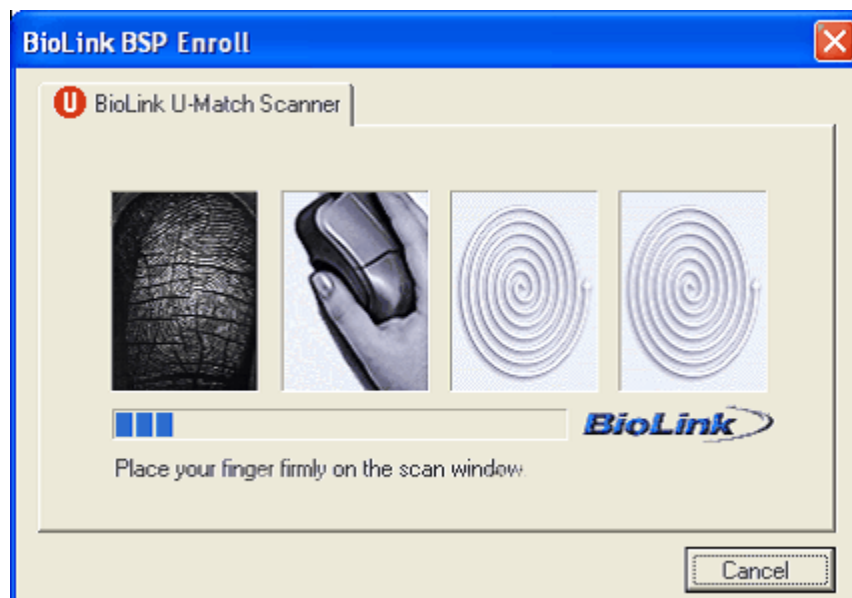 BioLink BSP Enroll
U BioLink U-Match Scanner
BioLink
Place your finger firmly on the scan window.
Cancel